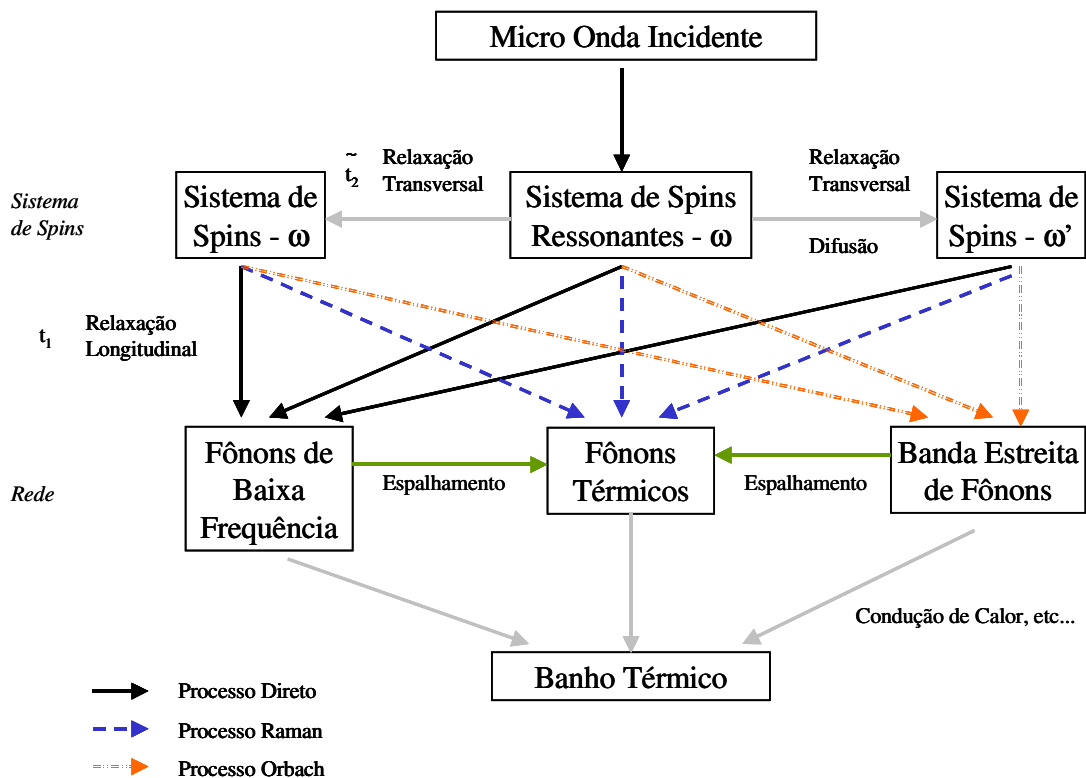 Micro Onda Incidente
~
t2
Relaxação
Transversal
Relaxação
Transversal
Sistema
de Spins
Sistema de
Spins - ω
Sistema de Spins
Ressonantes - ω
Sistema de
Spins - ω’
Difusão
t1
Relaxação
Longitudinal
Rede
Fônons de
Baixa
Frequência
Espalhamento
Fônons
Térmicos
Espalhamento
Banda Estreita
de Fônons
Condução de Calor, etc...
Banho Térmico
Processo Direto
Processo Raman
Processo Orbach